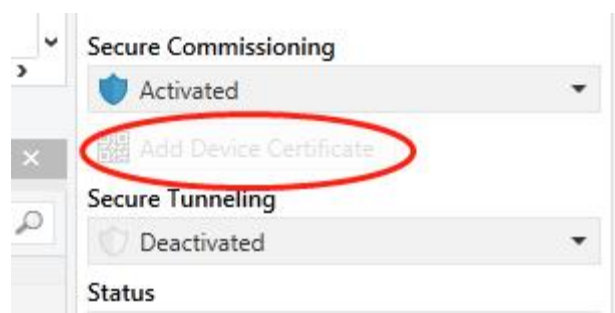 Secure Commissioning
Activated
Add Device Certificate
Secure Tunneling
Deactivated
Status